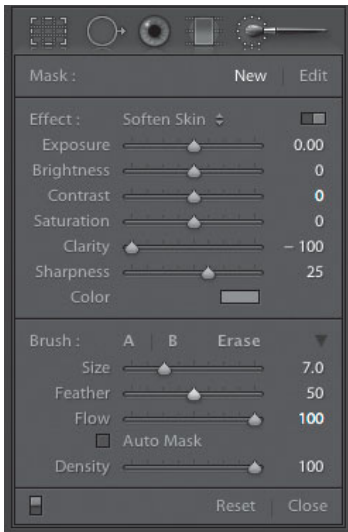 Mask : New | Edit
Effect : Soften Skin
Exposure 0.00
Brightness 0
Contrast 0
Saturation 0
Clarity – 100
Sharpness 25
Color
Brush : A | B Erase
Size 7.0
Feather 50
Flow 100
Auto Mask
Density 100
Reset | Close